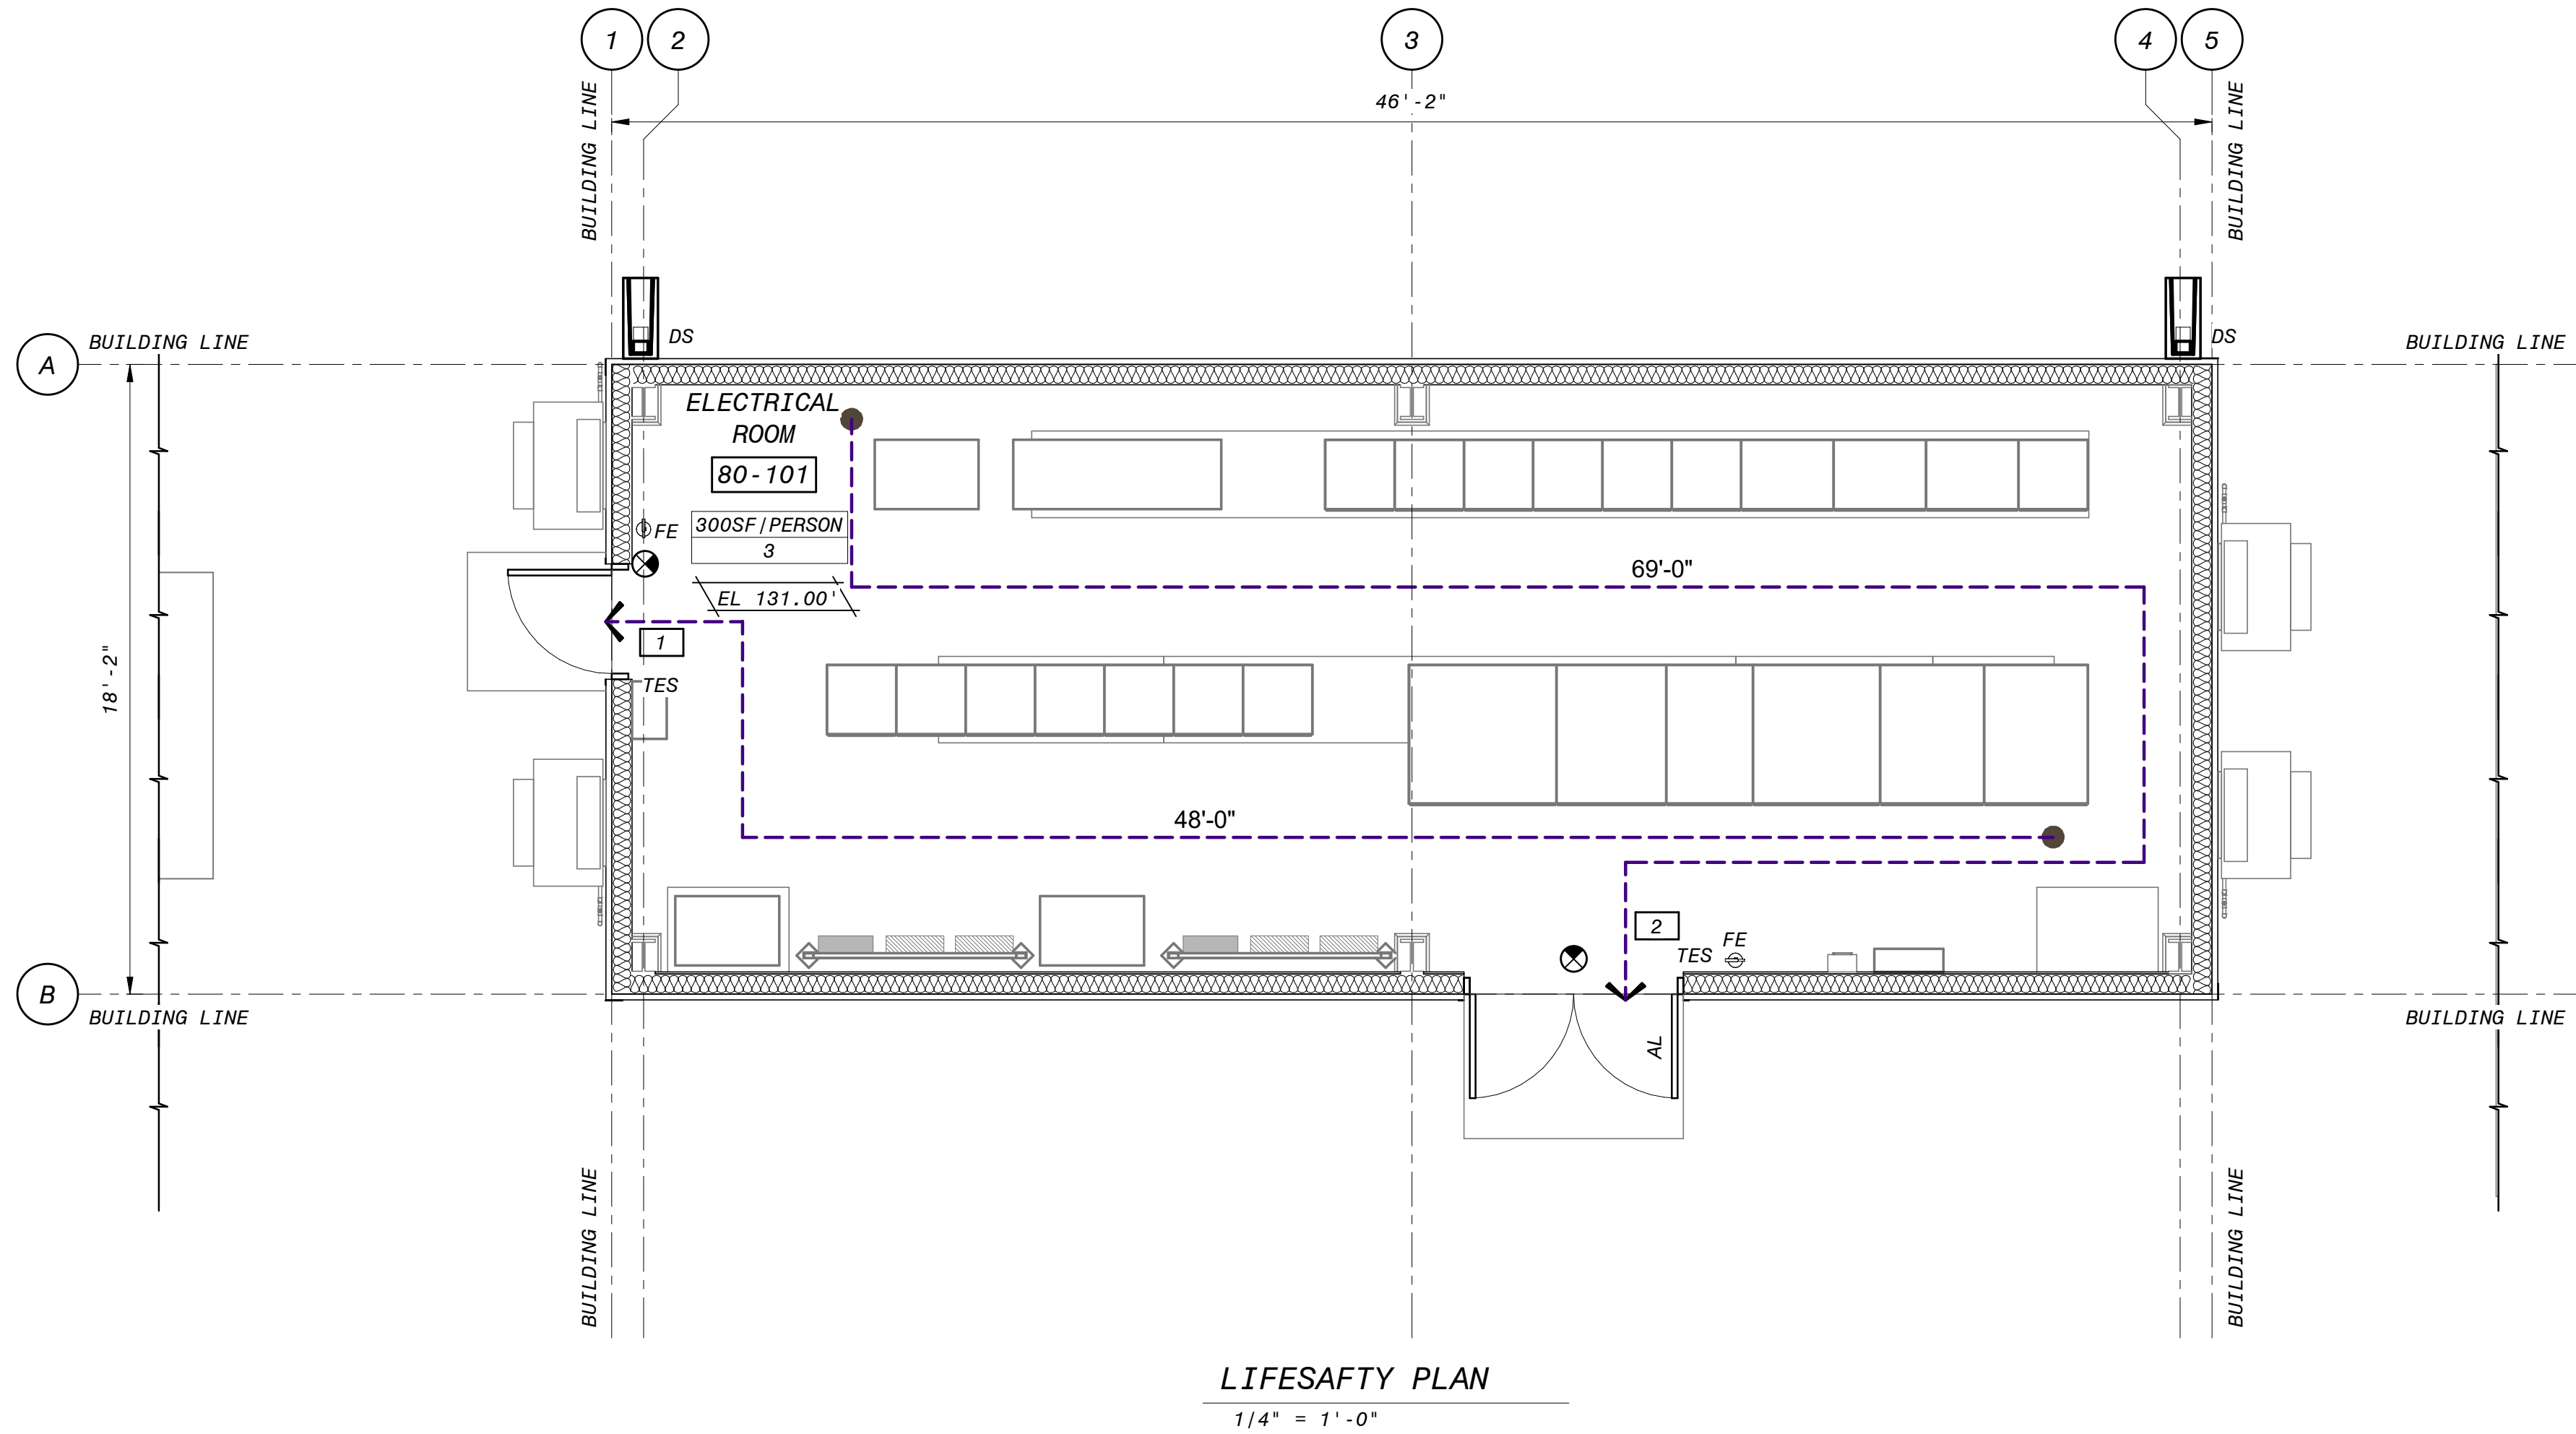 1 2 3 4 5
BUILDING LINE
46'-2"
BUILDING LINE
DS
DS
BUILDING LINE
BUILDING LINE
A
ELECTRICAL
ROOM
80-101
FE
300SF/PERSON
3
69'-0"
EL 131.00'
1
TES
18'-2"
48'-0"
2
FE
TES
B
BUILDING LINE
BUILDING LINE
AL
BUILDING LINE
BUILDING LINE
LIFESAFTY PLAN
1/4" = 1'-0"